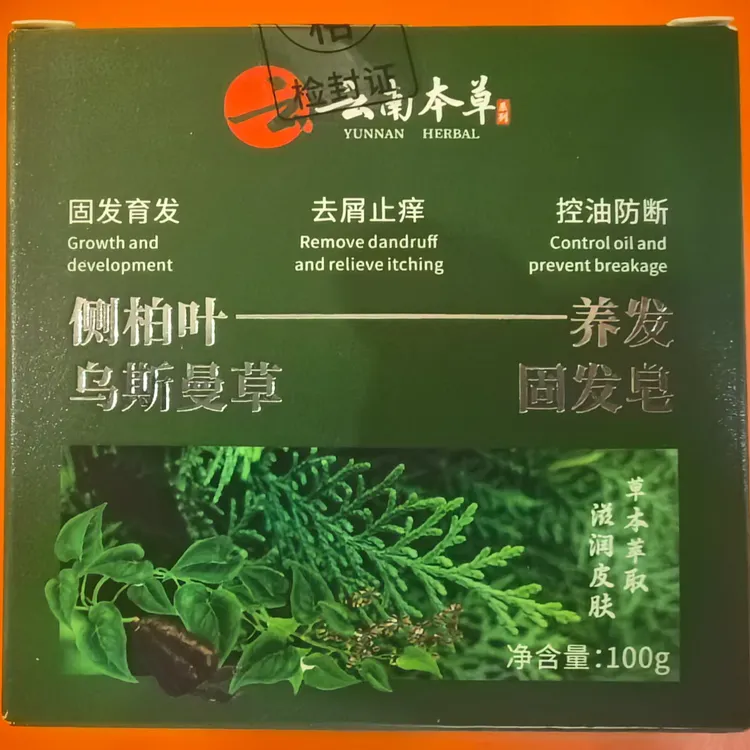 格
检封证
云南本草
系列
YUNNAN HERBAL
固发育发
Growth and
development
去屑止痒
Remove dandruff
and relieve itching
控油防断
Control oil and
prevent breakage
侧柏叶
乌斯曼草
养发
固发皂
草本萃取
滋润皮肤
净含量:100g